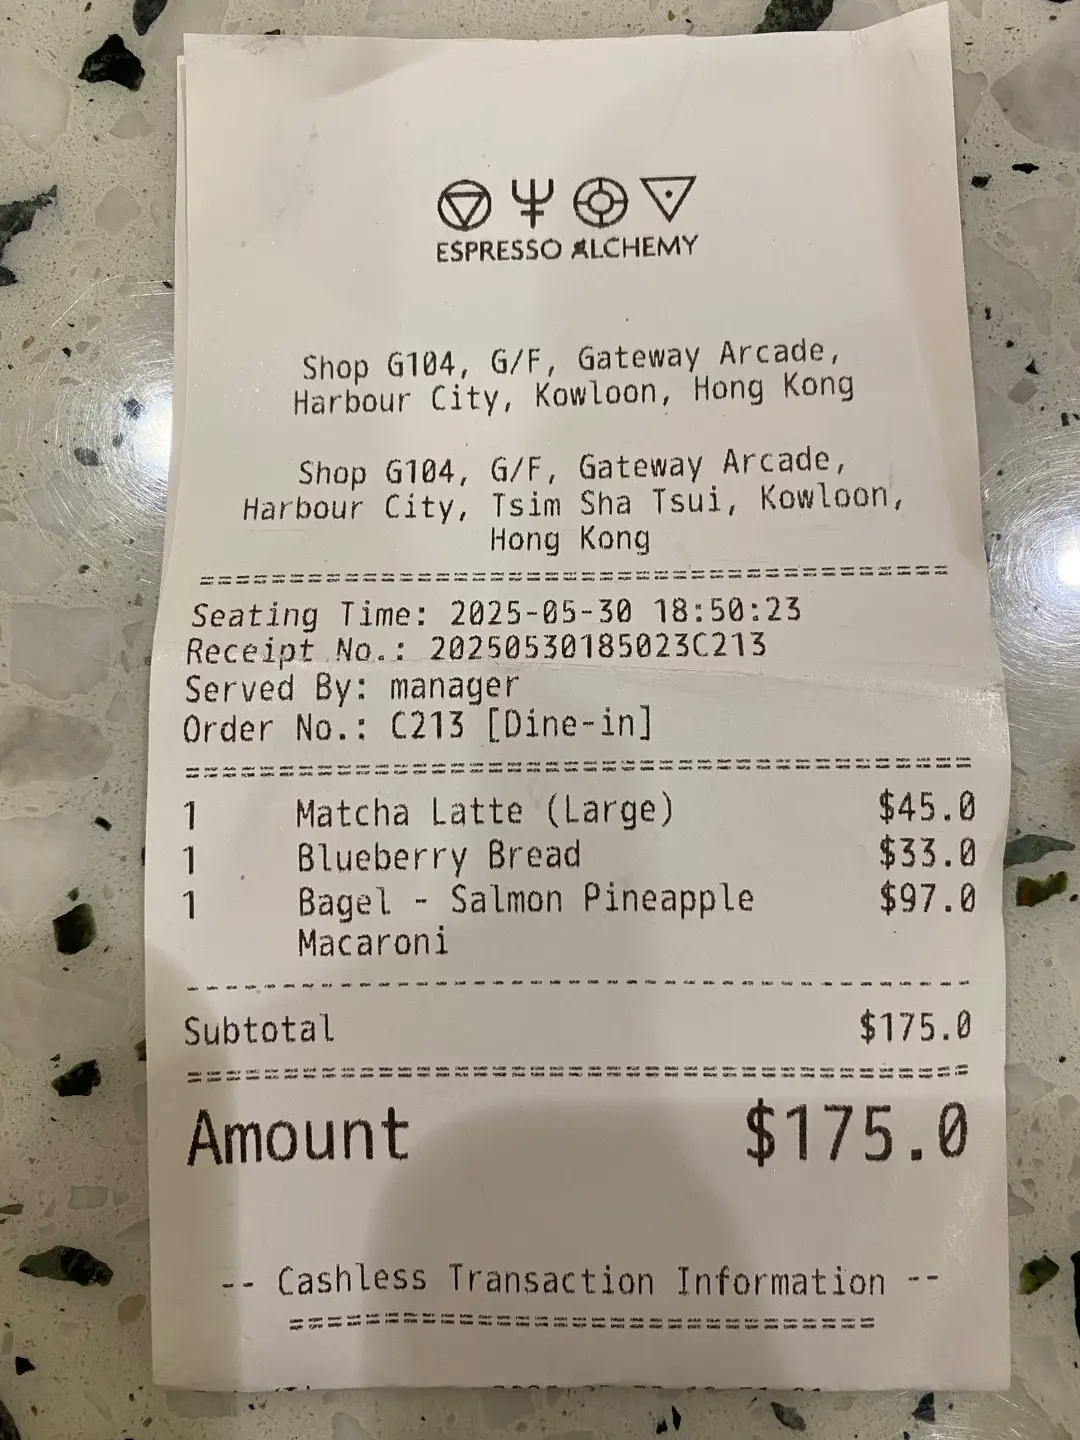 ESPRESSO ALCHEMY
Shop G104, G/F, Gateway Arcade,
Harbour City, Kowloon, Hong Kong
Shop G104, G/F, Gateway Arcade,
Harbour City, Tsim Sha Tsui, Kowloon,
Hong Kong
Seating Time: 2025-05-30 18:50:23
Receipt No.: 20250530185023C213
Served By: manager
Order No.: C213 [Dine-in]
1 Matcha Latte (Large) $45.0
1 Blueberry Bread $33.0
1 Bagel - Salmon Pineapple $97.0
Macaroni
Subtotal $175.0
Amount $175.0
-- Cashless Transaction Information --